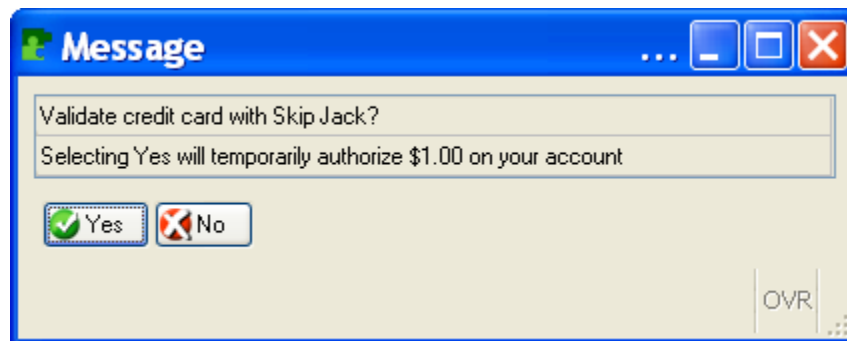 Message
...
Validate credit card with Skip Jack?
Selecting Yes will temporarily authorize $1.00 on your account
Yes No
OVR